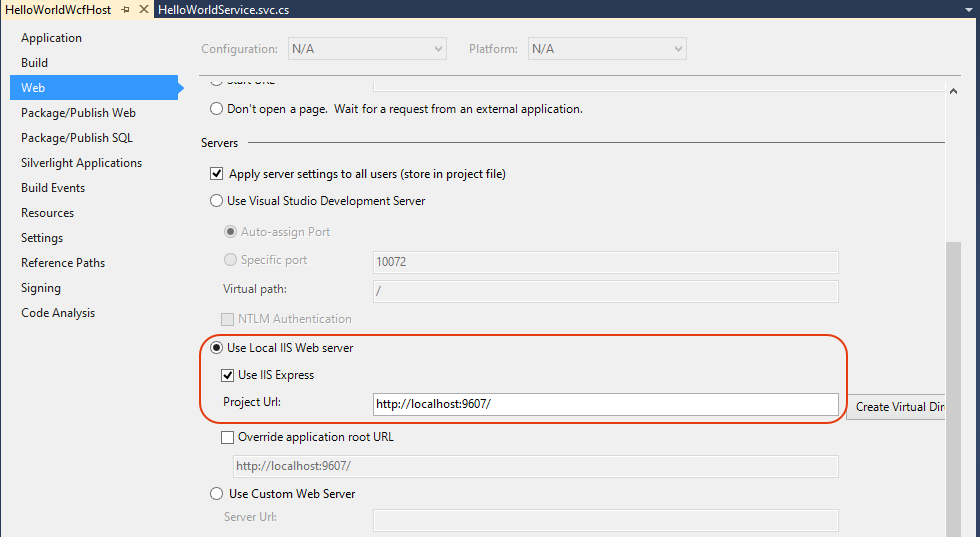 HelloWorldWcfHost HelloWorldService.svc.cs
Application
Build
Web
Package/Publish Web
Package/Publish SQL
Silverlight Applications
Build Events
Resources
Settings
Reference Paths
Signing
Code Analysis
Configuration: N/A Platform: N/A
Start URL
Don't open a page. Wait for a request from an external application.
Servers
Apply server settings to all users (store in project file)
Use Visual Studio Development Server
Auto-assign Port
Specific port 10072
Virtual path: /
NTLM Authentication
Use Local IIS Web server
Use IIS Express
Project Url: http://localhost:9607/ Create Virtual Dir
Override application root URL
http://localhost:9607/
Use Custom Web Server
Server Url: